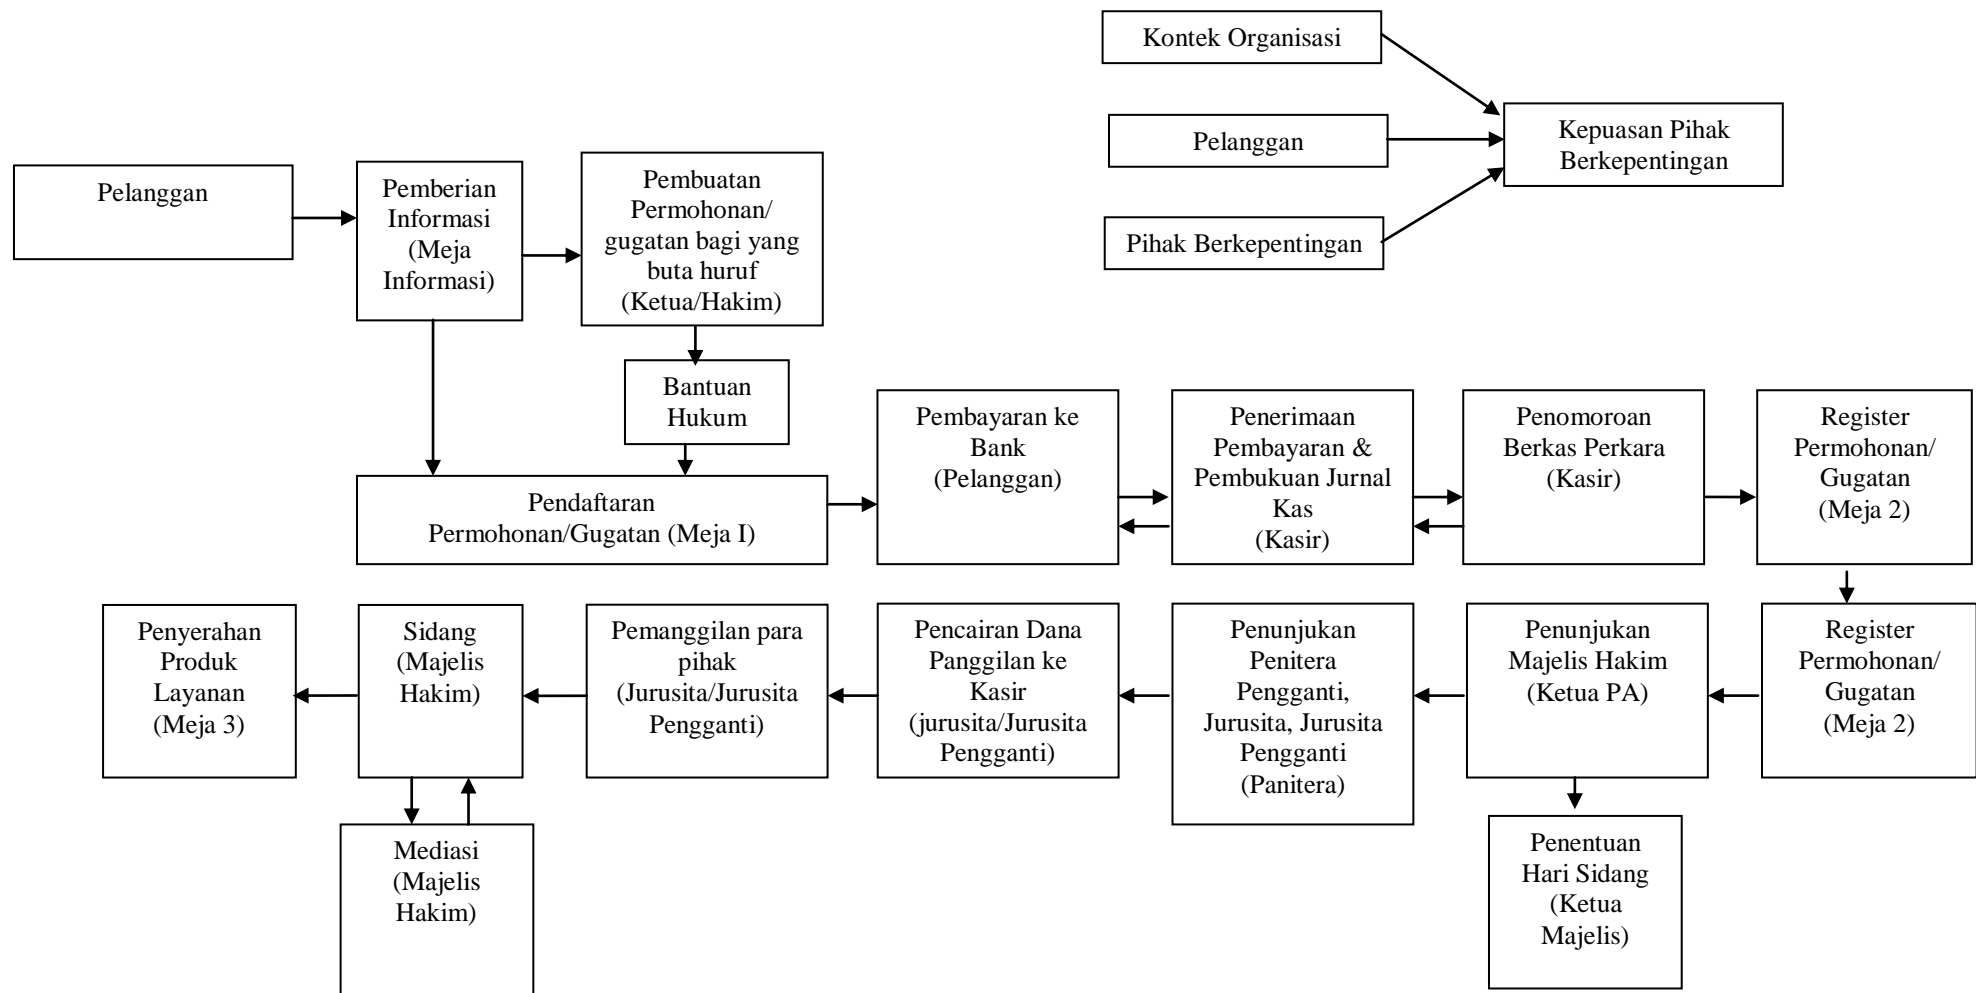 Kontek Organisasi
Pelanggan
Pihak Berkepentingan
Kepuasan Pihak
Berkepentingan
Pelanggan
Pemberian
Informasi
(Meja
Informasi)
Pembuatan
Permohonan/
gugatan bagi yang
buta huruf
(Ketua/Hakim)
Bantuan
Hukum
Pendaftaran
Permohonan/Gugatan (Meja I)
Pembayaran ke
Bank
(Pelanggan)
Penerimaan
Pembayaran &
Pembukuan Jurnal
Kas
(Kasir)
Penomoroan
Berkas Perkara
(Kasir)
Register
Permohonan/
Gugatan
(Meja 2)
Penyerahan
Produk
Layanan
(Meja 3)
Sidang
(Majelis
Hakim)
Pemanggilan para
pihak
(Jurusita/Jurusita
Pengganti)
Pencairan Dana
Panggilan ke
Kasir
(jurusita/Jurusita
Pengganti)
Penunjukan
Penitera
Pengganti,
Jurusita, Jurusita
Pengganti
(Panitera)
Penunjukan
Majelis Hakim
(Ketua PA)
Register
Permohonan/
Gugatan
(Meja 2)
Mediasi
(Majelis
Hakim)
Penentuan
Hari Sidang
(Ketua
Majelis)